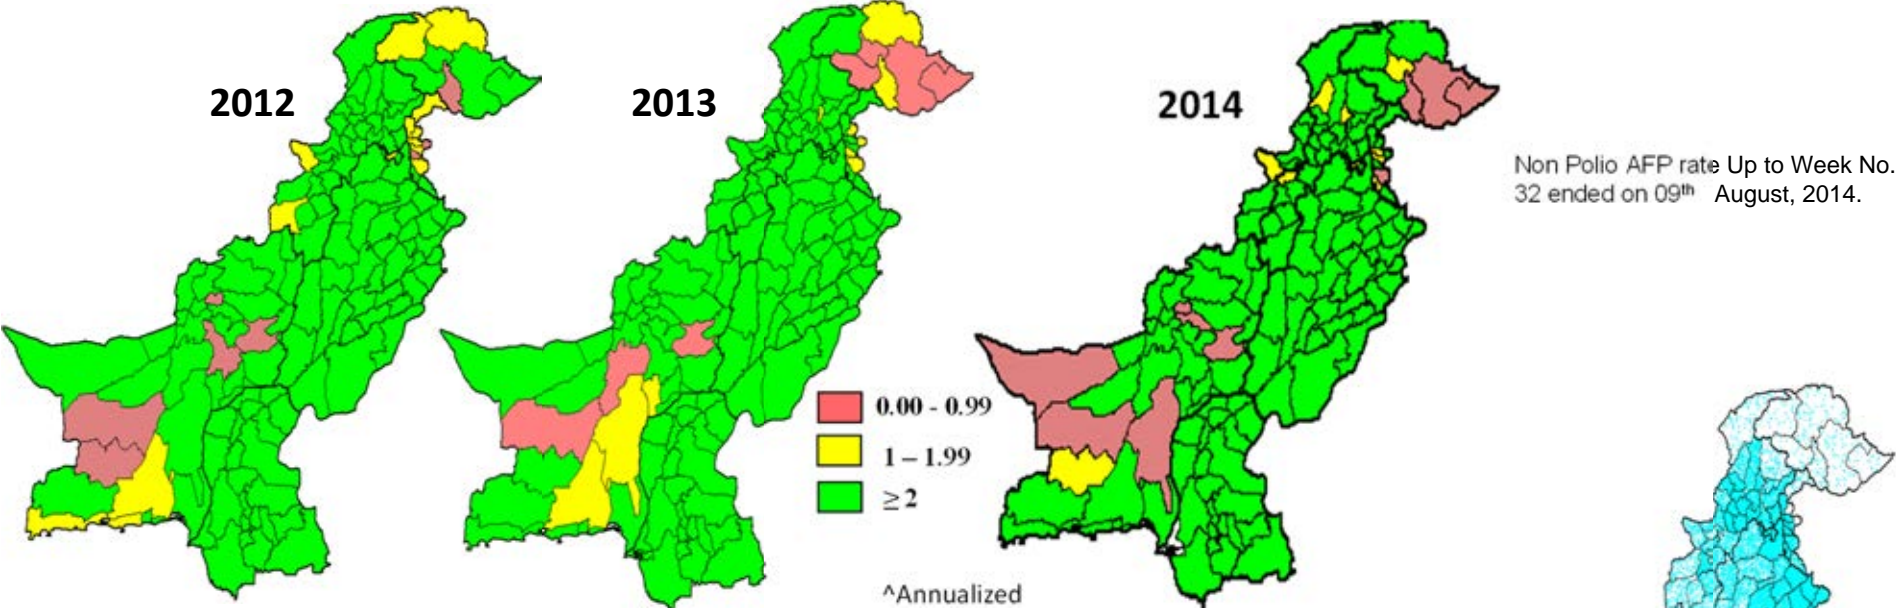 2012
2013
2014
Non Polio AFP rate Up to Week No.
32 ended on 09th August, 2014.
0.00 - 0.99
1 – 1.99
≥ 2
^Annualized